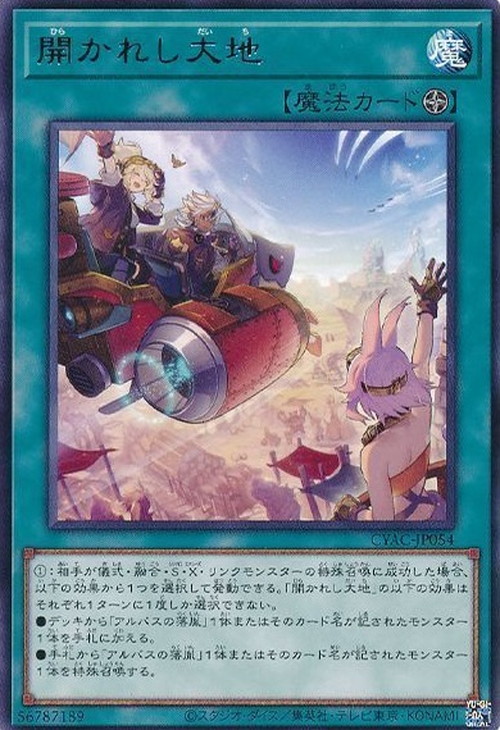 開かれし大地
魔
【魔法カード】
CYAC-JP054
①：相手が儀式・融合・S・X・リンクモンスターの特殊召喚に成功した場合、
以下の効果から1つを選択して発動できる。「開かれし大地」の以下の効果は
それぞれ1ターンに1度しか選択できない。
●デッキから「アルバスの落胤」1体またはそのカード名が記されたモンスター
1体を手札に加える。
●手札から「アルバスの落胤」1体またはそのカード名が記されたモンスター
1体を特殊召喚する。
56787189
©スタジオ・ダイス／集英社・テレビ東京・KONAMI